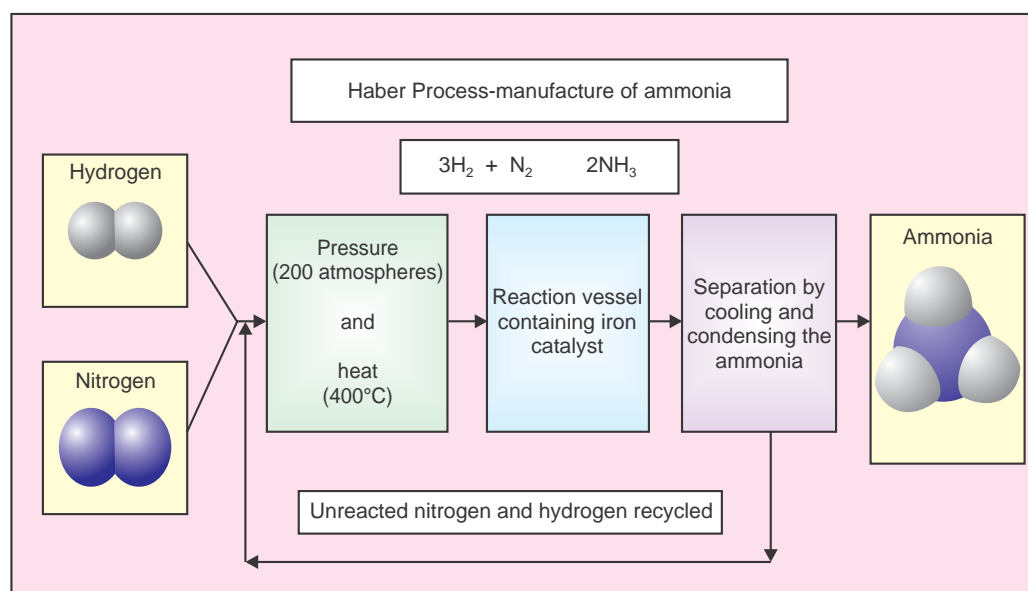 Haber Process-manufacture of ammonia
3H₂ + N₂ 2NH₃
Hydrogen
Nitrogen
Pressure
(200 atmospheres)
and
heat
(400°C)
Reaction vessel
containing iron
catalyst
Separation by
cooling and
condensing the
ammonia
Ammonia
Unreacted nitrogen and hydrogen recycled